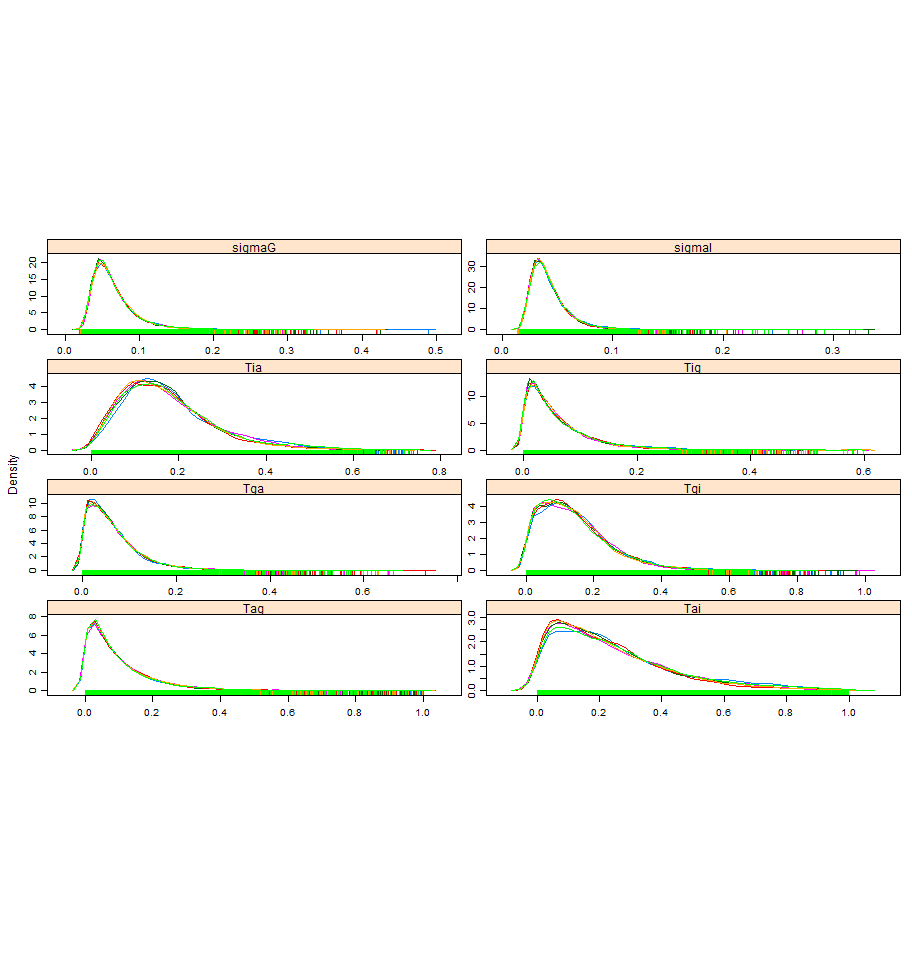 Density
sigmaG
0 5 10 15 20
0.0 0.1 0.2 0.3 0.4 0.5
sigmaI
0 10 20 30
0.0 0.1 0.2 0.3
Tia
0 1 2 3 4
0.0 0.2 0.4 0.6 0.8
Tig
0 5 10
0.0 0.2 0.4 0.6
Tga
0 2 4 6 8 10
0.0 0.2 0.4 0.6
Tgi
0 1 2 3 4
0.0 0.2 0.4 0.6 0.8 1.0
Tag
0 2 4 6 8
0.0 0.2 0.4 0.6 0.8 1.0
Tai
0.0 1.0 2.0 3.0
0.0 0.2 0.4 0.6 0.8 1.0